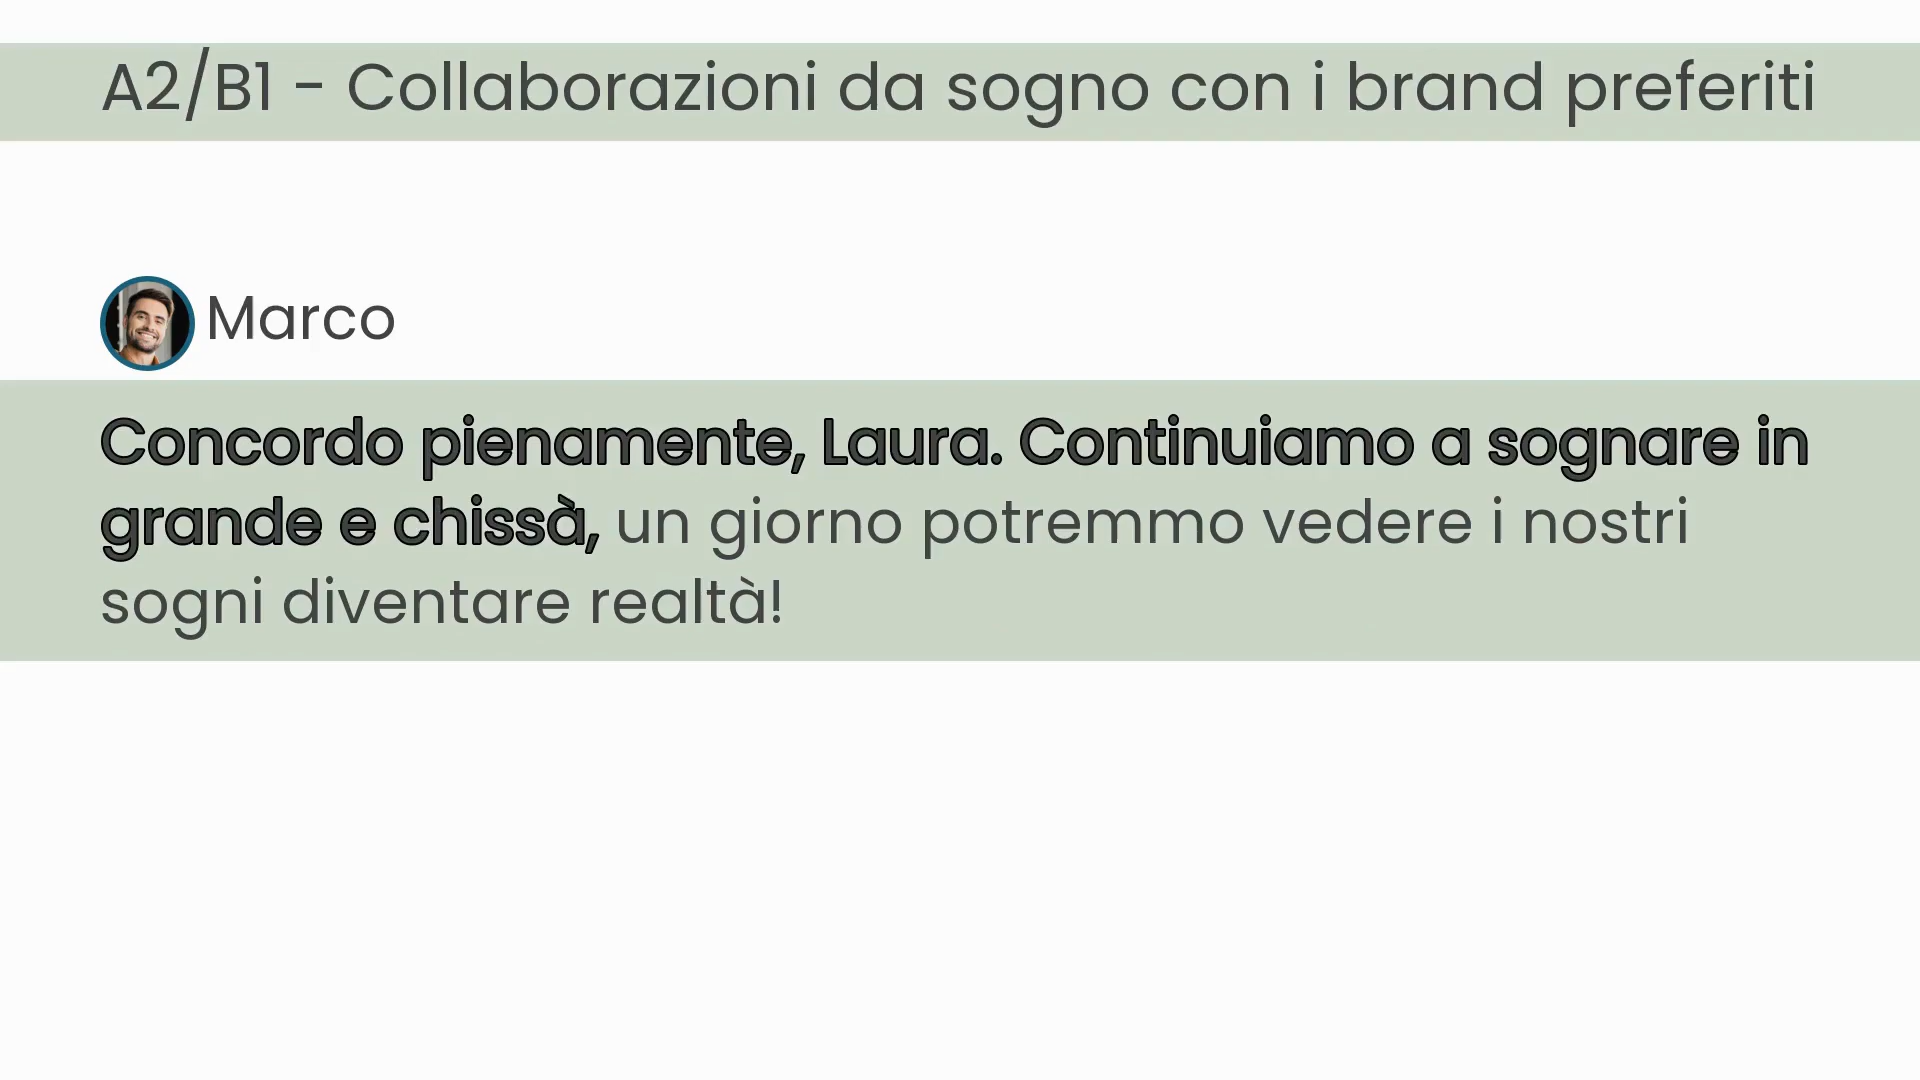 A2/B1 - Collaborazioni da sogno con i brand preferiti
Marco
Concordo pienamente, Laura. Continuiamo a sognare in
grande e chissà, un giorno potremmo vedere i nostri
sogni diventare realtà!